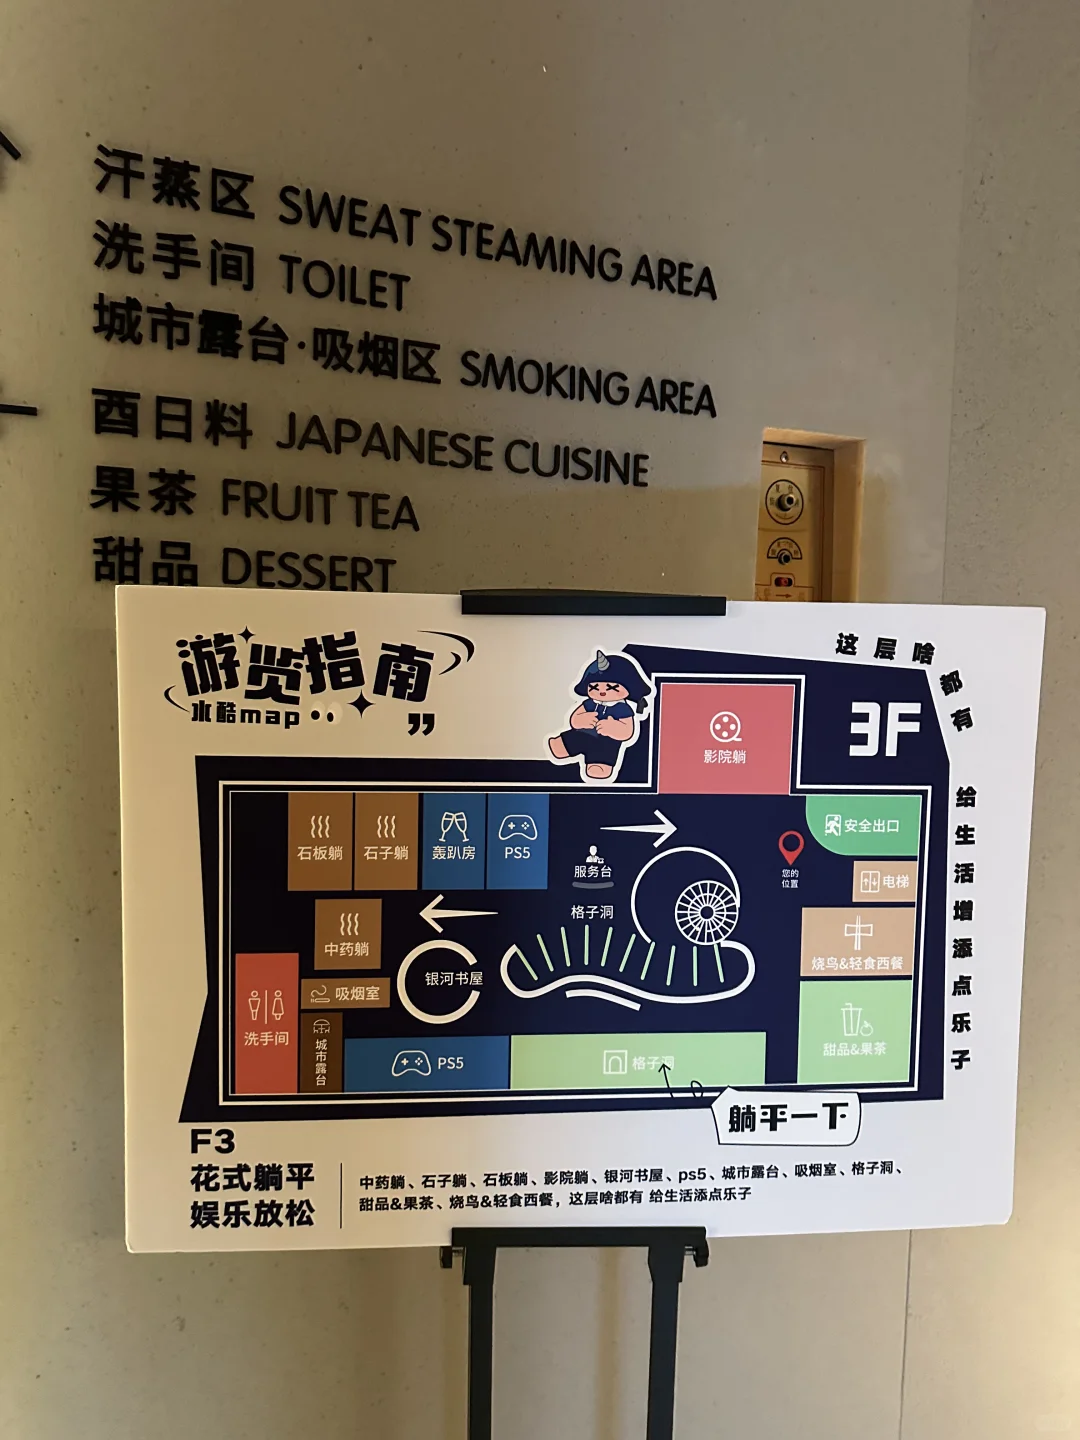 汗蒸区 SWEAT STEAMING AREA
洗手间 TOILET
城市露台·吸烟区 SMOKING AREA
酉日料 JAPANESE CUISINE
果茶 FRUIT TEA
甜品 DESSERT
游览指南
水酷map
这层啥都有 给生活增添点乐子
3F
影院躺
安全出口
石板躺
石子躺
轰趴房
PS5
服务台
您的
位置
电梯
格子洞
中药躺
银河书屋
烧鸟&轻食西餐
吸烟室
洗手间
城市露台
甜品&果茶
PS5
格子洞
躺平一下
F3
花式躺平
娱乐放松
中药躺、石子躺、石板躺、影院躺、银河书屋、ps5、城市露台、吸烟室、格子洞、
甜品&果茶、烧鸟&轻食西餐，这层啥都有 给生活添点乐子